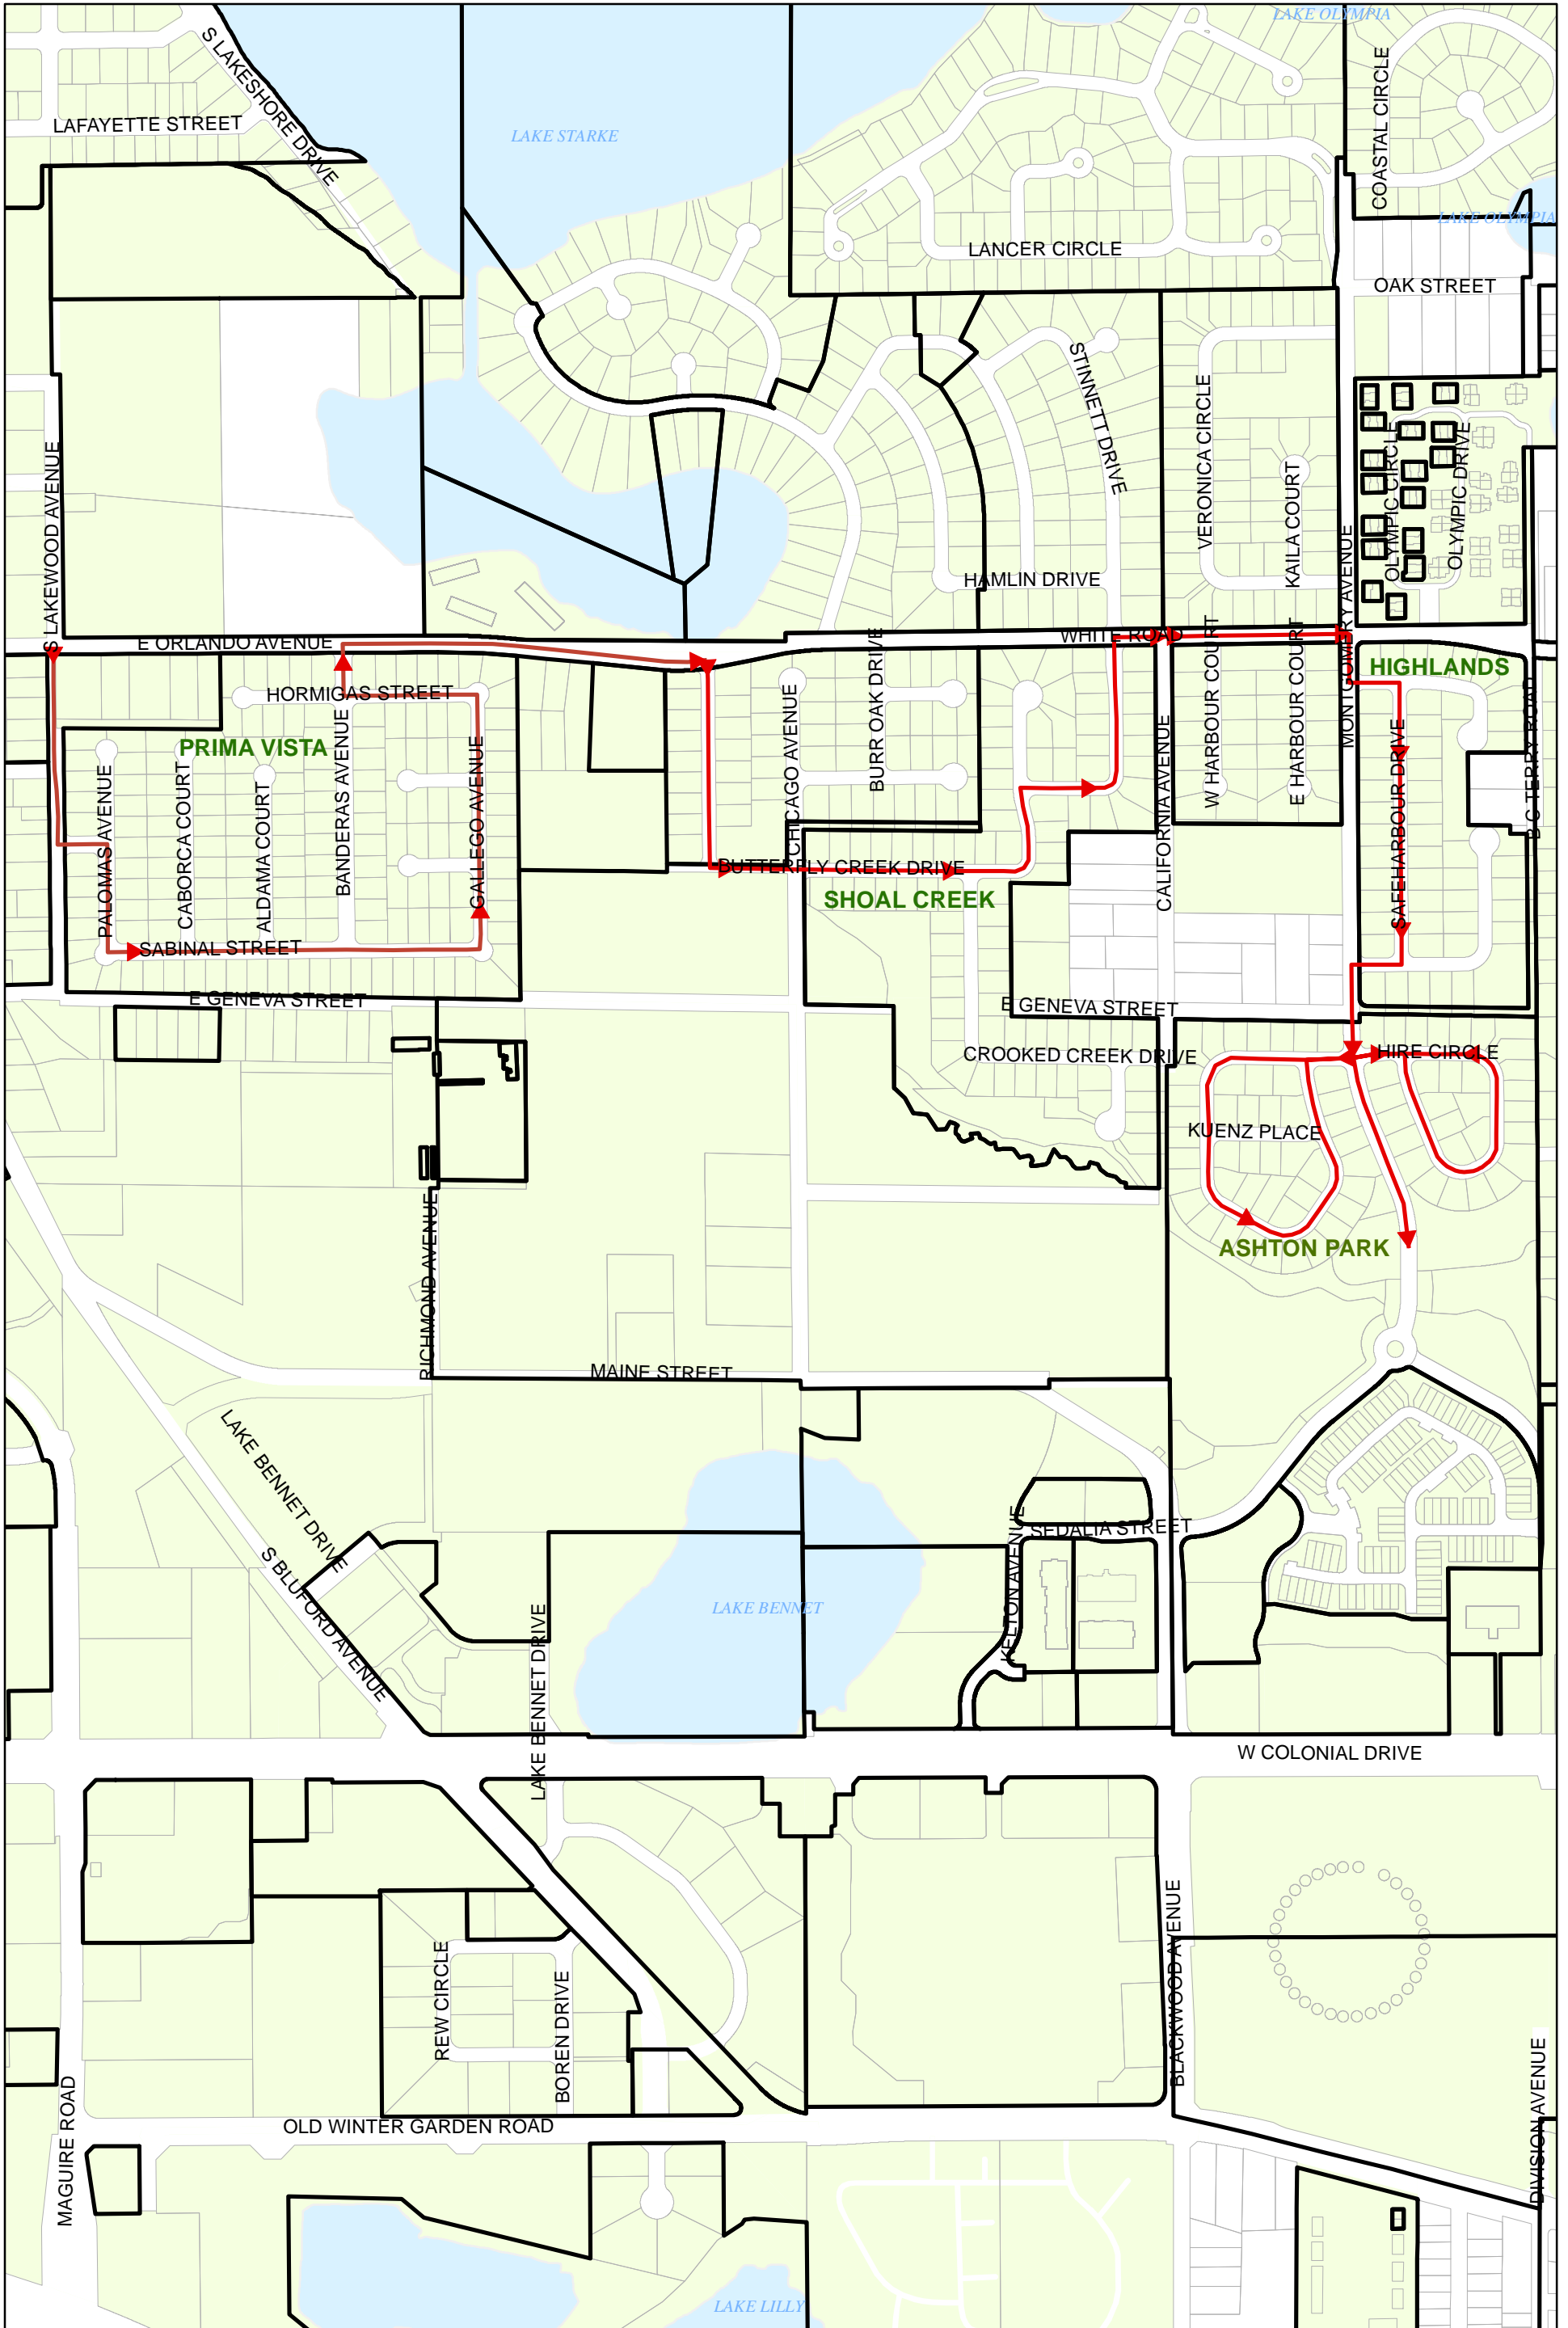 LAKE OLYMPIA
S LAKESHORE DRIVE
COASTAL CIRCLE
LAFAYETTE STREET
LAKE STARKE
LAKE OLYMPIA
LANCER CIRCLE
OAK STREET
STINNETT DRIVE
VERONICA CIRCLE
S LAKEWOOD AVENUE
KAILA COURT
OLYMPIC CIRCLE
OLYMPIC DRIVE
HAMLIN DRIVE
MONTGOMERY AVENUE
E ORLANDO AVENUE
WHITE ROAD
HIGHLANDS
HORMIGAS STREET
BURR OAK DRIVE
W HARBOUR COURT
E HARBOUR COURT
PRIMA VISTA
CHICAGO AVENUE
SAFEHARBOUR DRIVE
B C TERRY ROAD
PALOMAS AVENUE
CABORCA COURT
ALDAMA COURT
BANDERAS AVENUE
GALLEGO AVENUE
CALIFORNIA AVENUE
BUTTERFLY CREEK DRIVE
SHOAL CREEK
SABINAL STREET
E GENEVA STREET
E GENEVA STREET
CROOKED CREEK DRIVE
HIRE CIRCLE
KUENZ PLACE
ASHTON PARK
RICHMOND AVENUE
MAINE STREET
LAKE BENNET DRIVE
SEDALIA STREET
KELTON AVENUE
S BLUFORD AVENUE
LAKE BENNET
LAKE BENNET DRIVE
W COLONIAL DRIVE
BLACKWOOD AVENUE
REW CIRCLE
BOREN DRIVE
OLD WINTER GARDEN ROAD
MAGUIRE ROAD
DIVISION AVENUE
LAKE LILLY